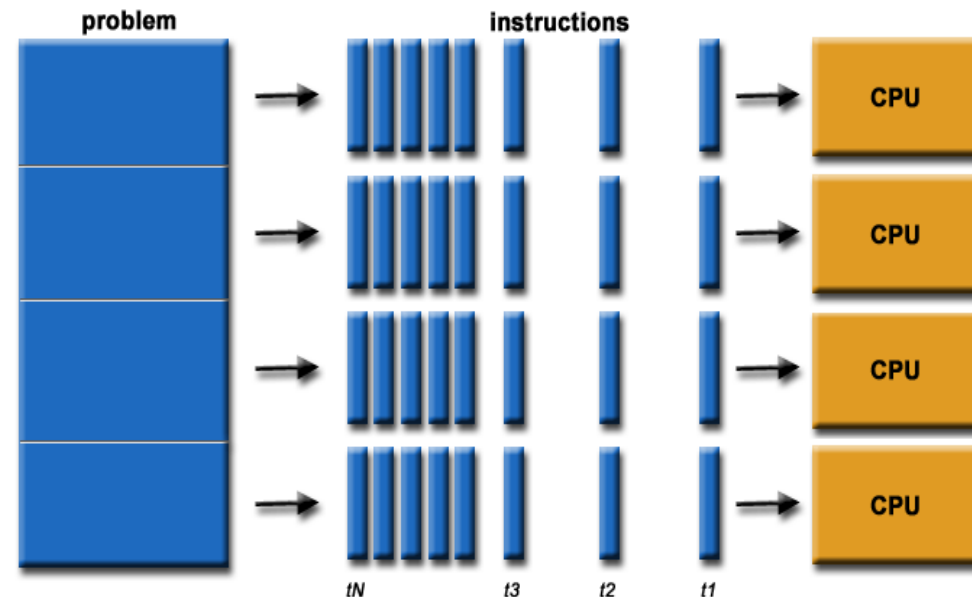 problem
instructions
CPU
CPU
CPU
CPU
tN t3 t2 t1